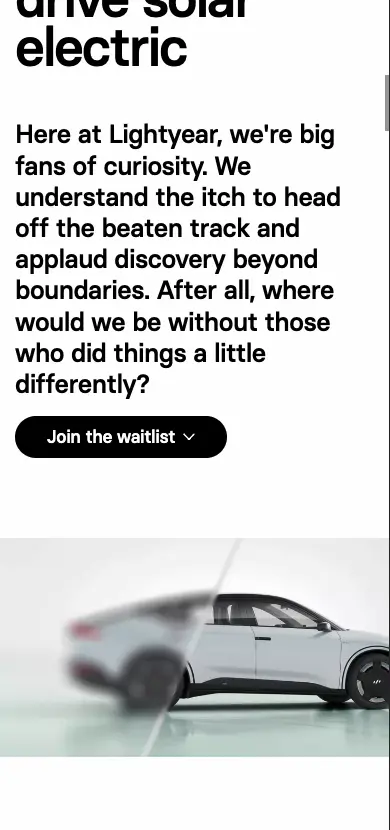 drive solar
electric
Here at Lightyear, we're big
fans of curiosity. We
understand the itch to head
off the beaten track and
applaud discovery beyond
boundaries. After all, where
would we be without those
who did things a little
differently?
Join the waitlist